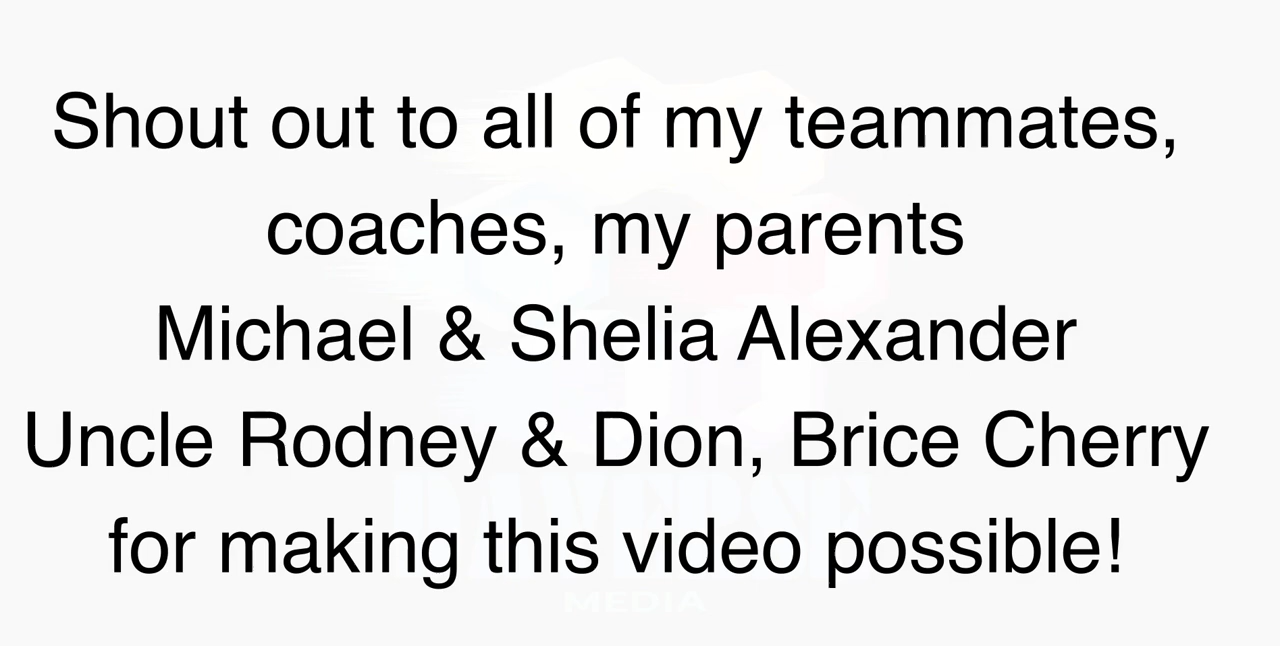 Shout out to all of my teammates,
coaches, my parents
Michael & Shelia Alexander
Uncle Rodney & Dion, Brice Cherry
for making this video possible!
MEDIA